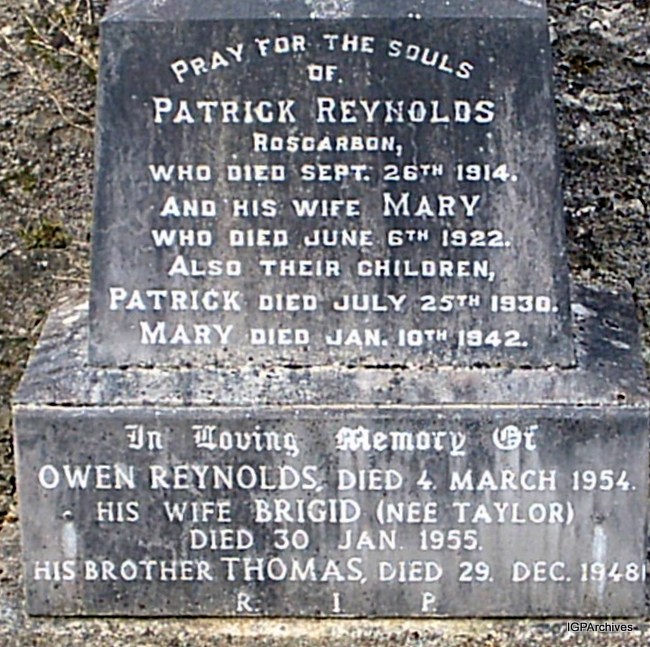 PRAY FOR THE SOULS
OF
PATRICK REYNOLDS
ROSCARBON,
WHO DIED SEPT. 26TH 1914.
AND HIS WIFE MARY
WHO DIED JUNE 6TH 1922.
ALSO THEIR CHILDREN,
PATRICK DIED JULY 25TH 1930.
MARY DIED JAN. 10TH 1942.
In Loving Memory Of
OWEN REYNOLDS, DIED 4. MARCH 1954.
HIS WIFE BRIGID (NEE TAYLOR)
DIED 30 JAN. 1955.
HIS BROTHER THOMAS, DIED 29. DEC. 1948
R. I. P.
IGPArchives